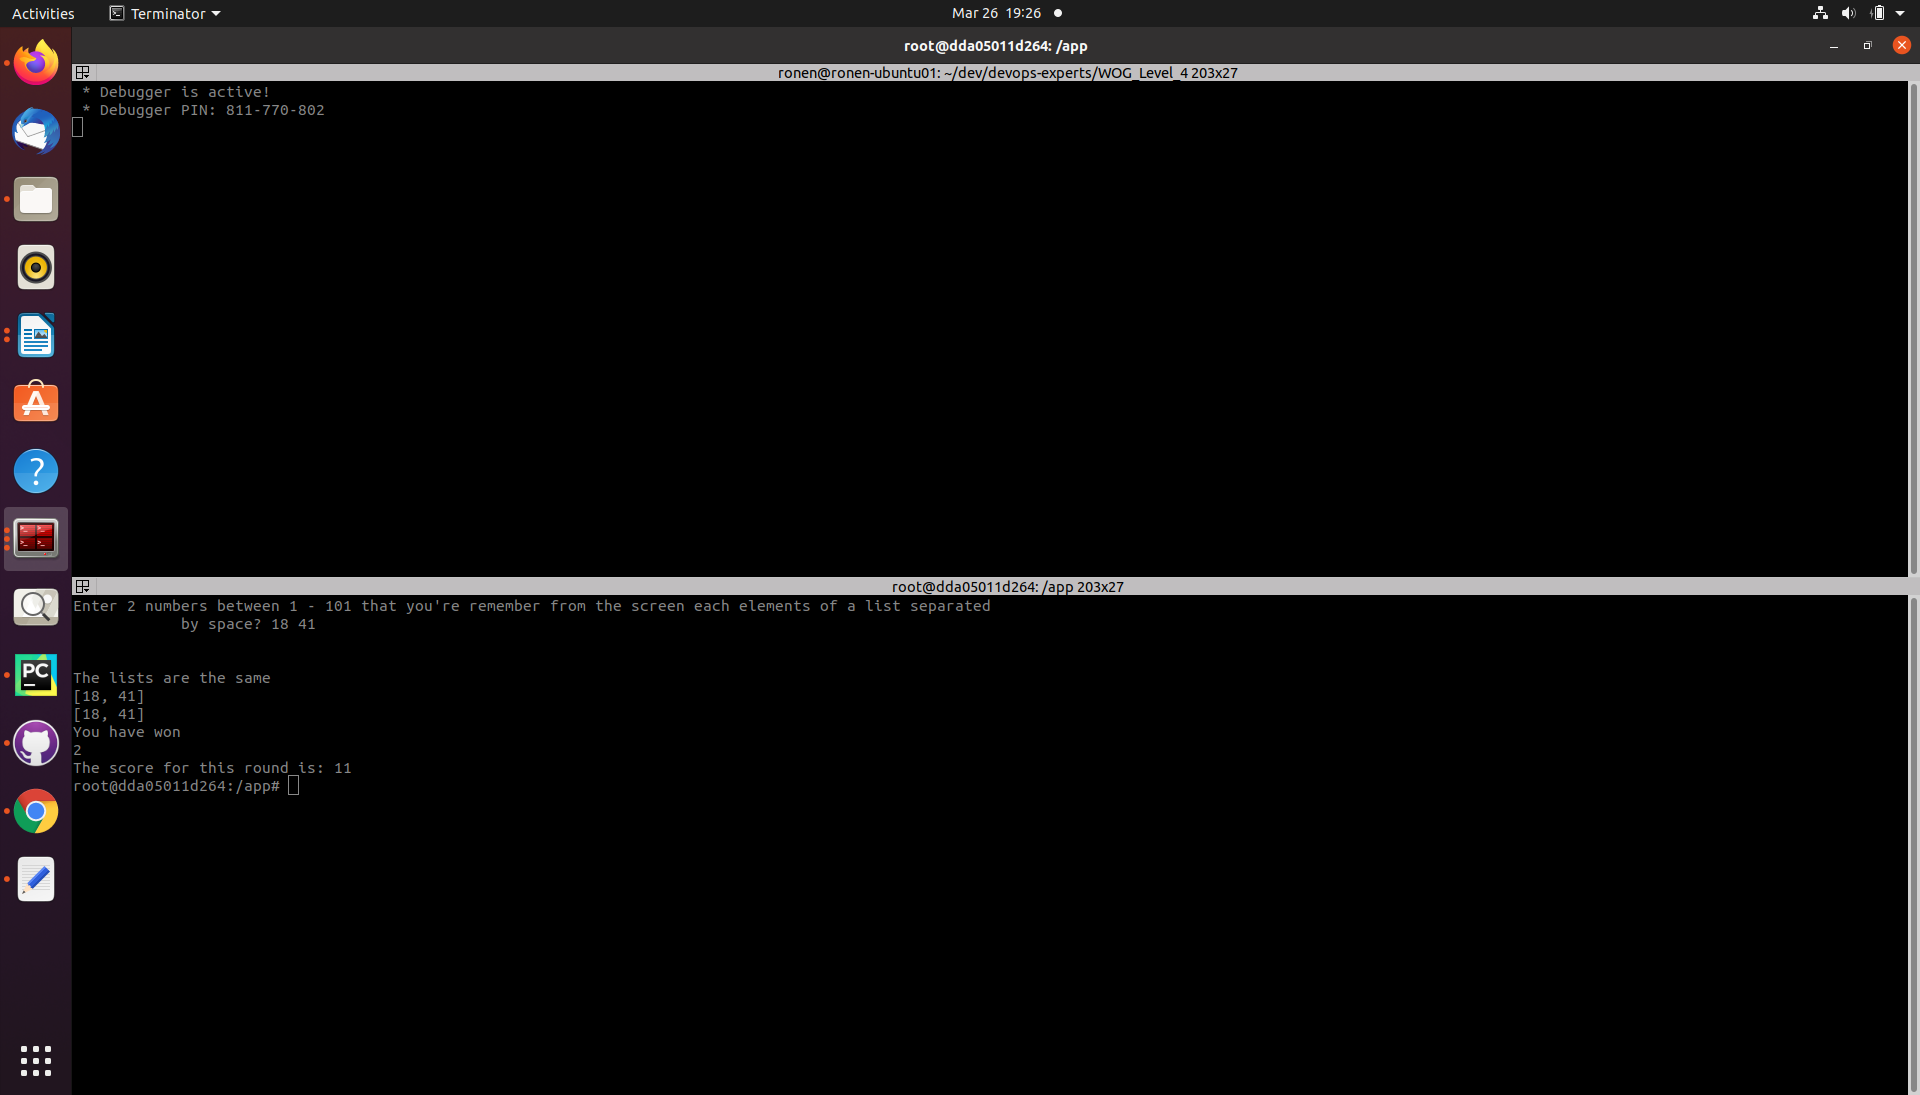 Activities
Terminator
Mar 26 19:26
root@dda05011d264: /app
ronen@ronen-ubuntu01: ~/dev/devops-experts/WOG_Level_4 203x27
* Debugger is active!
* Debugger PIN: 811-770-802
root@dda05011d264: /app 203x27
Enter 2 numbers between 1 - 101 that you're remember from the screen each elements of a list separated
by space? 18 41
The lists are the same
[18, 41]
[18, 41]
You have won
2
The score for this round is: 11
root@dda05011d264:/app#
PC